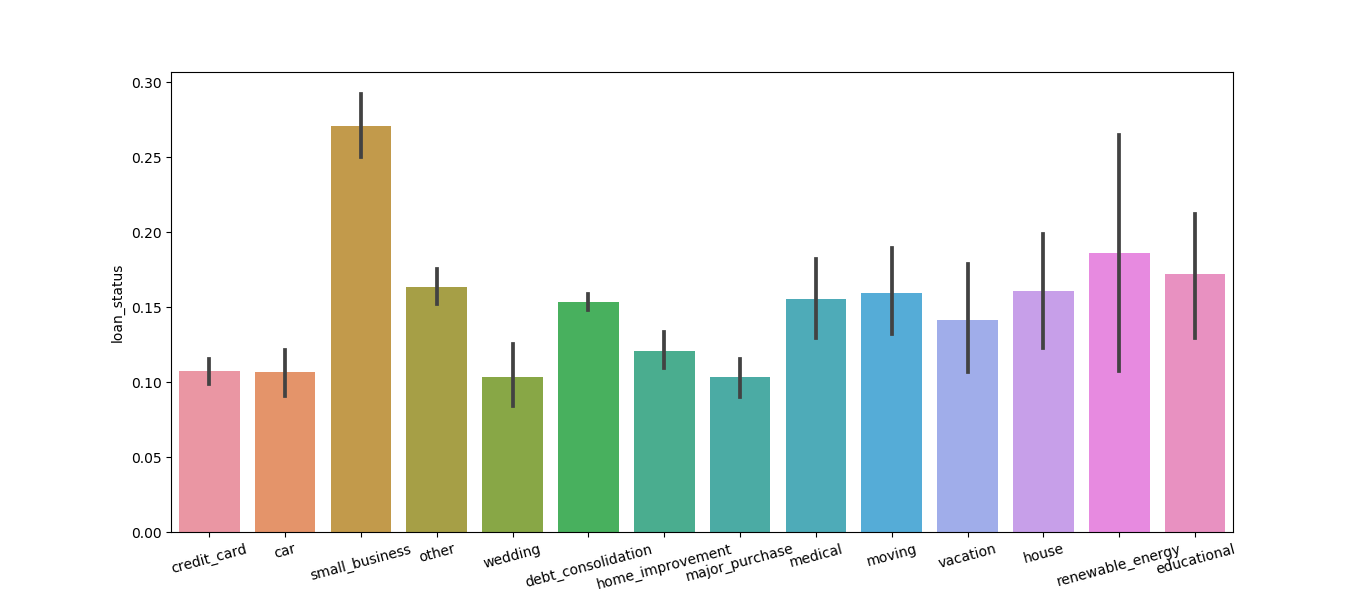 0.30
0.25
0.20
0.15
0.10
0.05
0.00
loan_status
credit_card
car
small_business
other
wedding
debt_consolidation
home_improvement
major_purchase
medical
moving
vacation
house
renewable_energy
educational